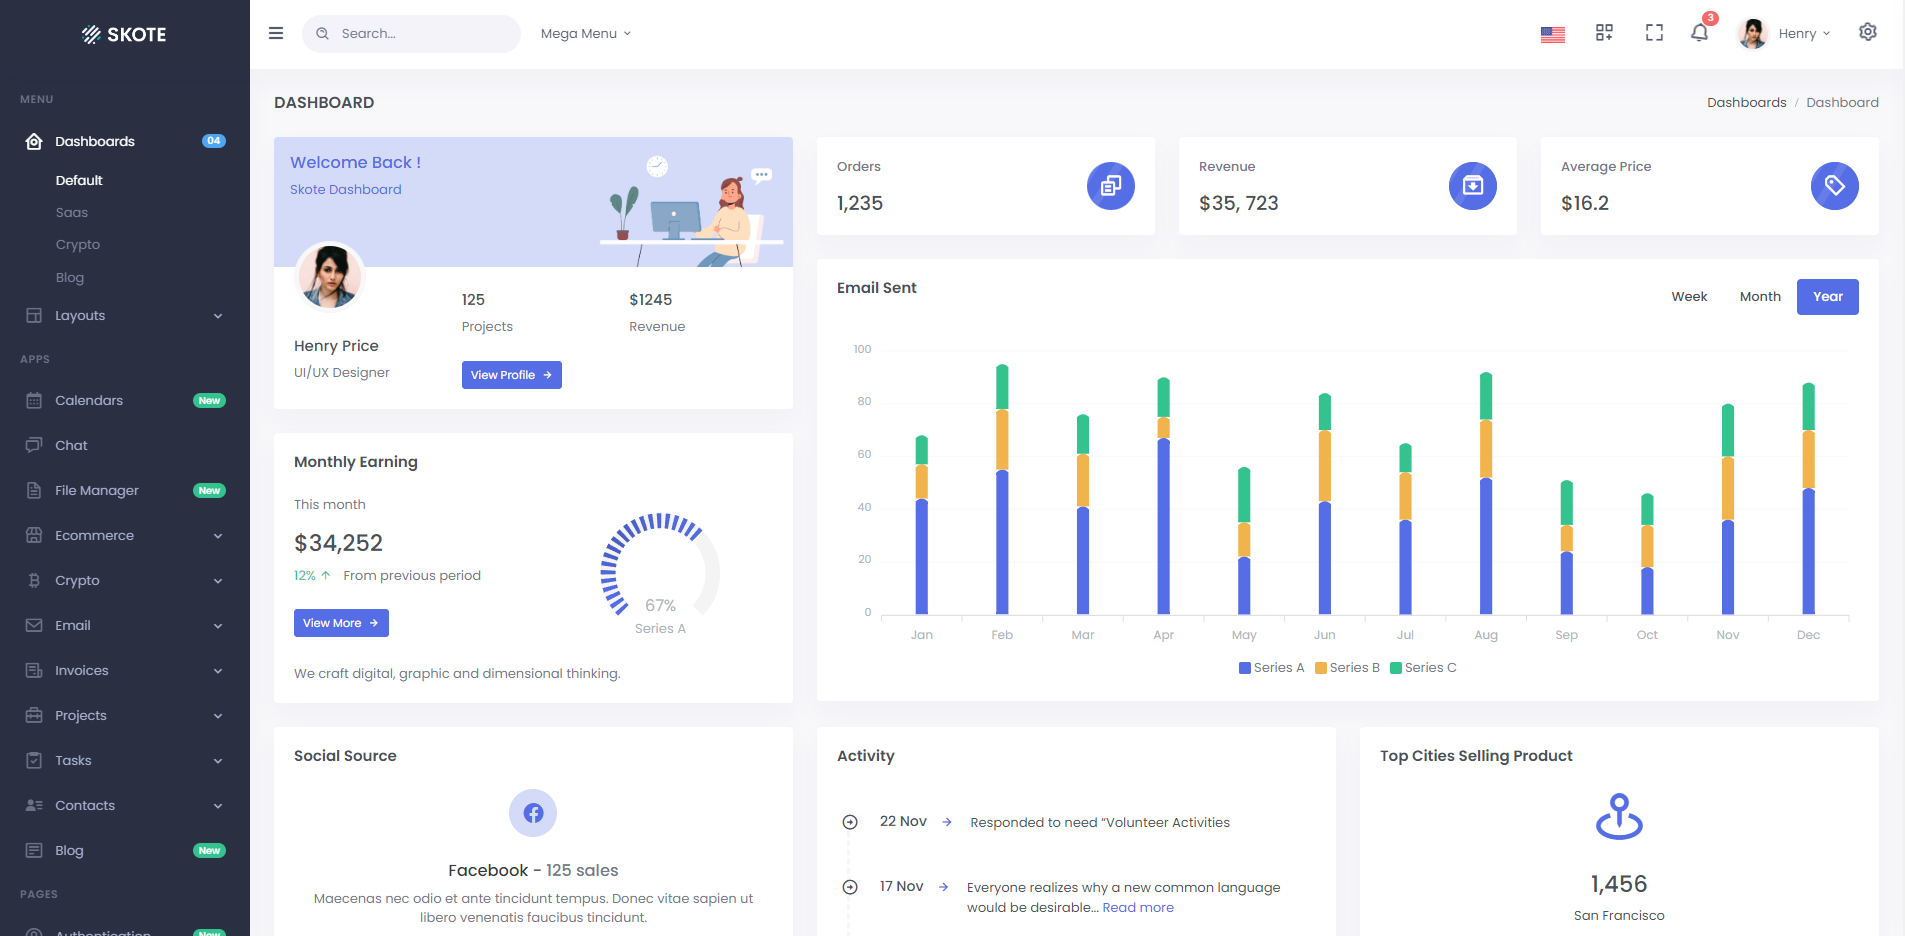 SKOTE
Search...
Mega Menu
3
Henry
MENU
Dashboards 04
Default
Saas
Crypto
Blog
Layouts
APPS
Calendars New
Chat
File Manager New
Ecommerce
Crypto
Email
Invoices
Projects
Tasks
Contacts
Blog New
PAGES
Authentication New
DASHBOARD
Dashboards / Dashboard
Welcome Back !
Skote Dashboard
Henry Price
UI/UX Designer
125
Projects
$1245
Revenue
View Profile
Orders
1,235
Revenue
$35, 723
Average Price
$16.2
Monthly Earning
This month
$34,252
12% From previous period
View More
67%
Series A
We craft digital, graphic and dimensional thinking.
Email Sent
Week Month Year
100
80
60
40
20
0
Jan Feb Mar Apr May Jun Jul Aug Sep Oct Nov Dec
Series A Series B Series C
Social Source
Facebook - 125 sales
Maecenas nec odio et ante tincidunt tempus. Donec vitae sapien ut
libero venenatis faucibus tincidunt.
Activity
22 Nov Responded to need “Volunteer Activities
17 Nov Everyone realizes why a new common language
would be desirable... Read more
Top Cities Selling Product
1,456
San Francisco